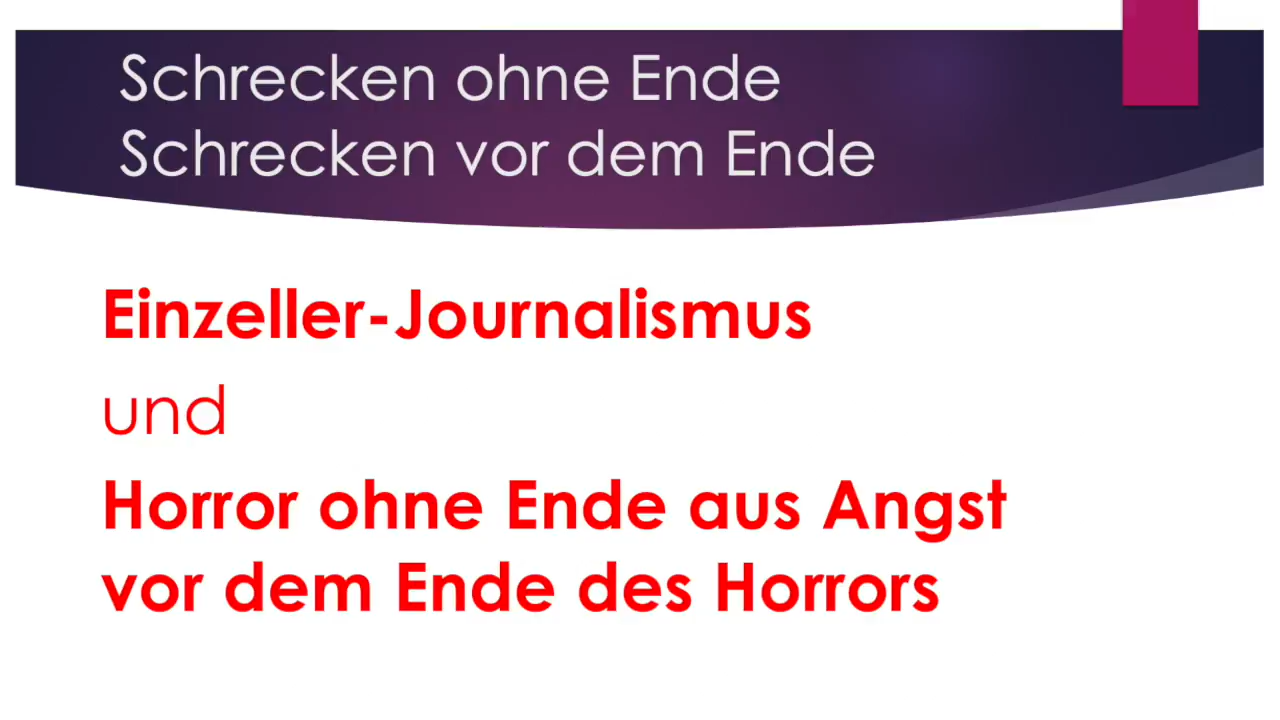 Schrecken ohne Ende
Schrecken vor dem Ende
Einzeller-Journalismus
und
Horror ohne Ende aus Angst
vor dem Ende des Horrors